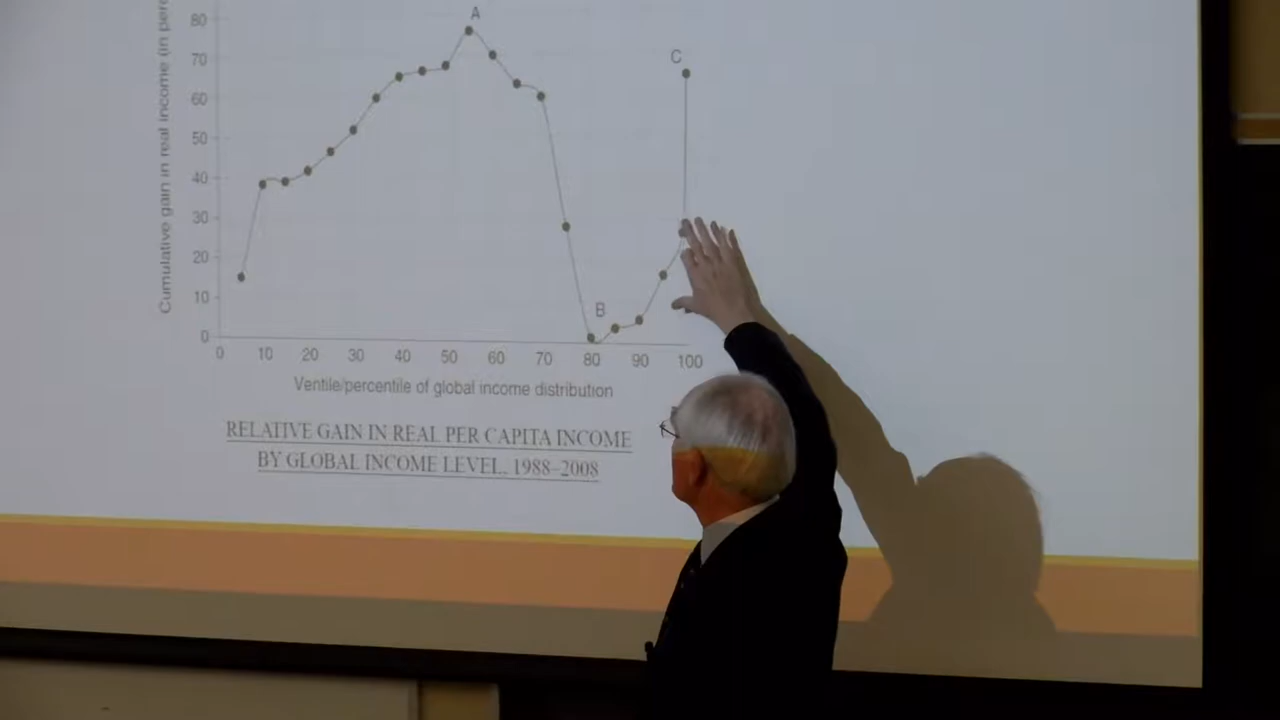 80
A
70
C
60
50
40
30
20
10
B
0
0 10 20 30 40 50 60 70 80 90 100
Cumulative gain in real income (in
Ventile/percentile of global income distribution
RELATIVE GAIN IN REAL PER CAPITA INCOME
BY GLOBAL INCOME LEVEL, 1988–2008